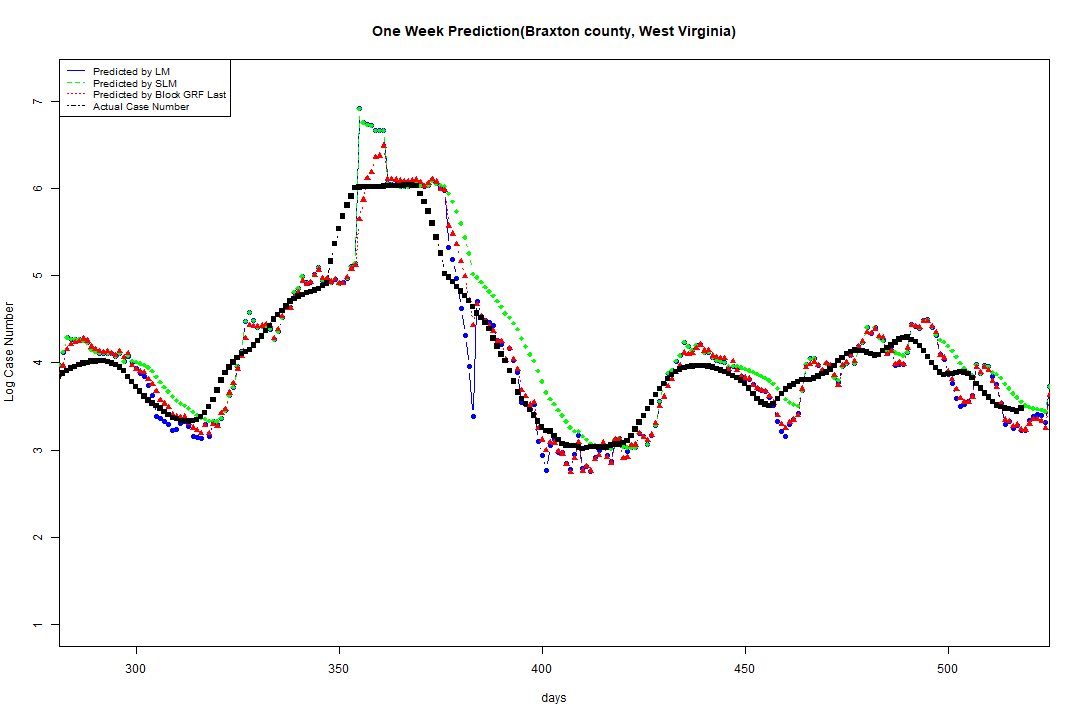 One Week Prediction(Braxton county, West Virginia)
Predicted by LM
Predicted by SLM
Predicted by Block GRF Last
Actual Case Number
7
6
5
4
3
2
1
Log Case Number
300 350 400 450 500
days